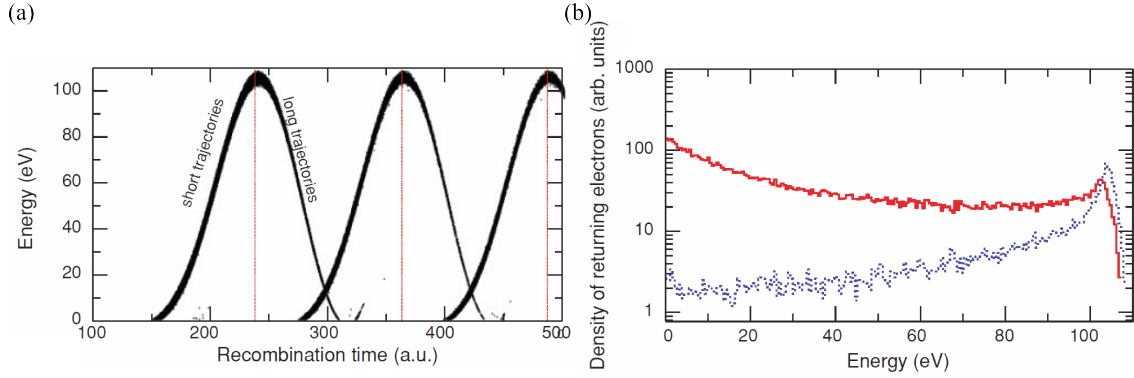 (a)
(b)
Energy (eV)
100
80
60
40
20
0
short trajectories
long trajectories
100
200
300
400
500
Recombination time (a.u.)
Density of returning electrons (arb. units)
1000
100
10
1
0
20
40
60
80
100
Energy (eV)